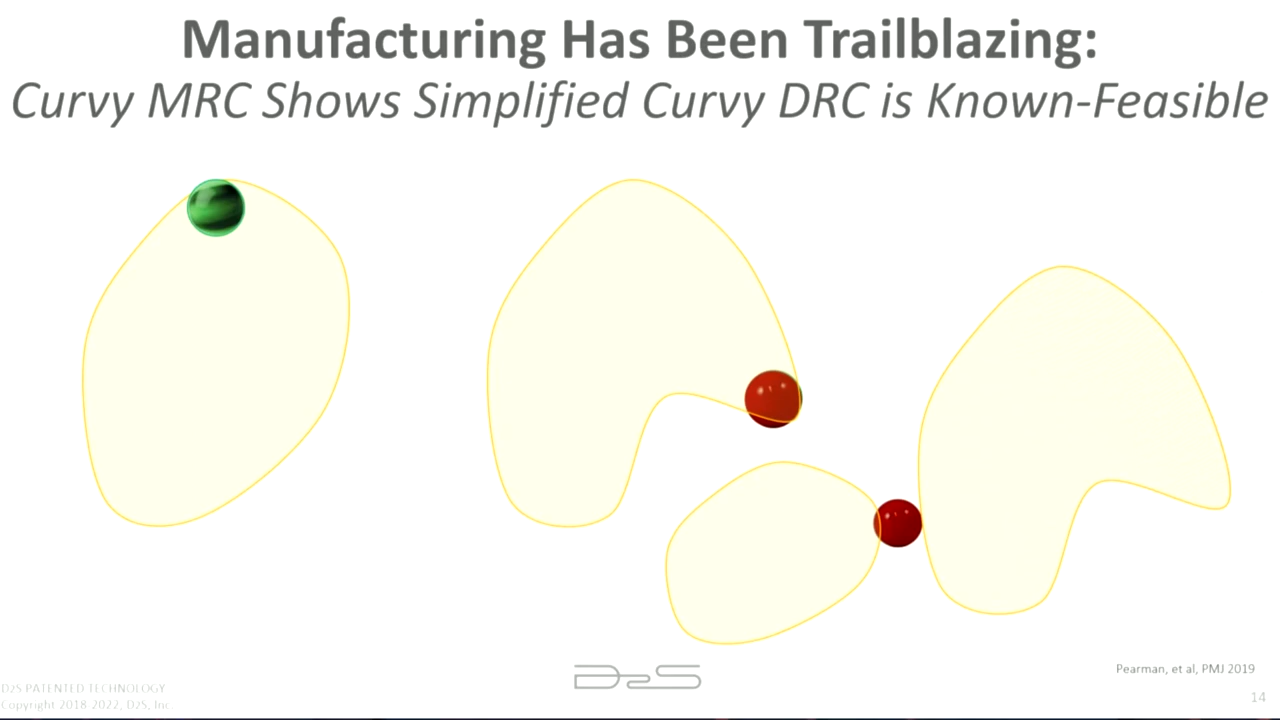 Manufacturing Has Been Trailblazing:
Curvy MRC Shows Simplified Curvy DRC is Known-Feasible
D2S
Pearman, et al, PMJ 2019
D2S PATENTED TECHNOLOGY
Copyright 2018-2022, D2S, Inc.
14